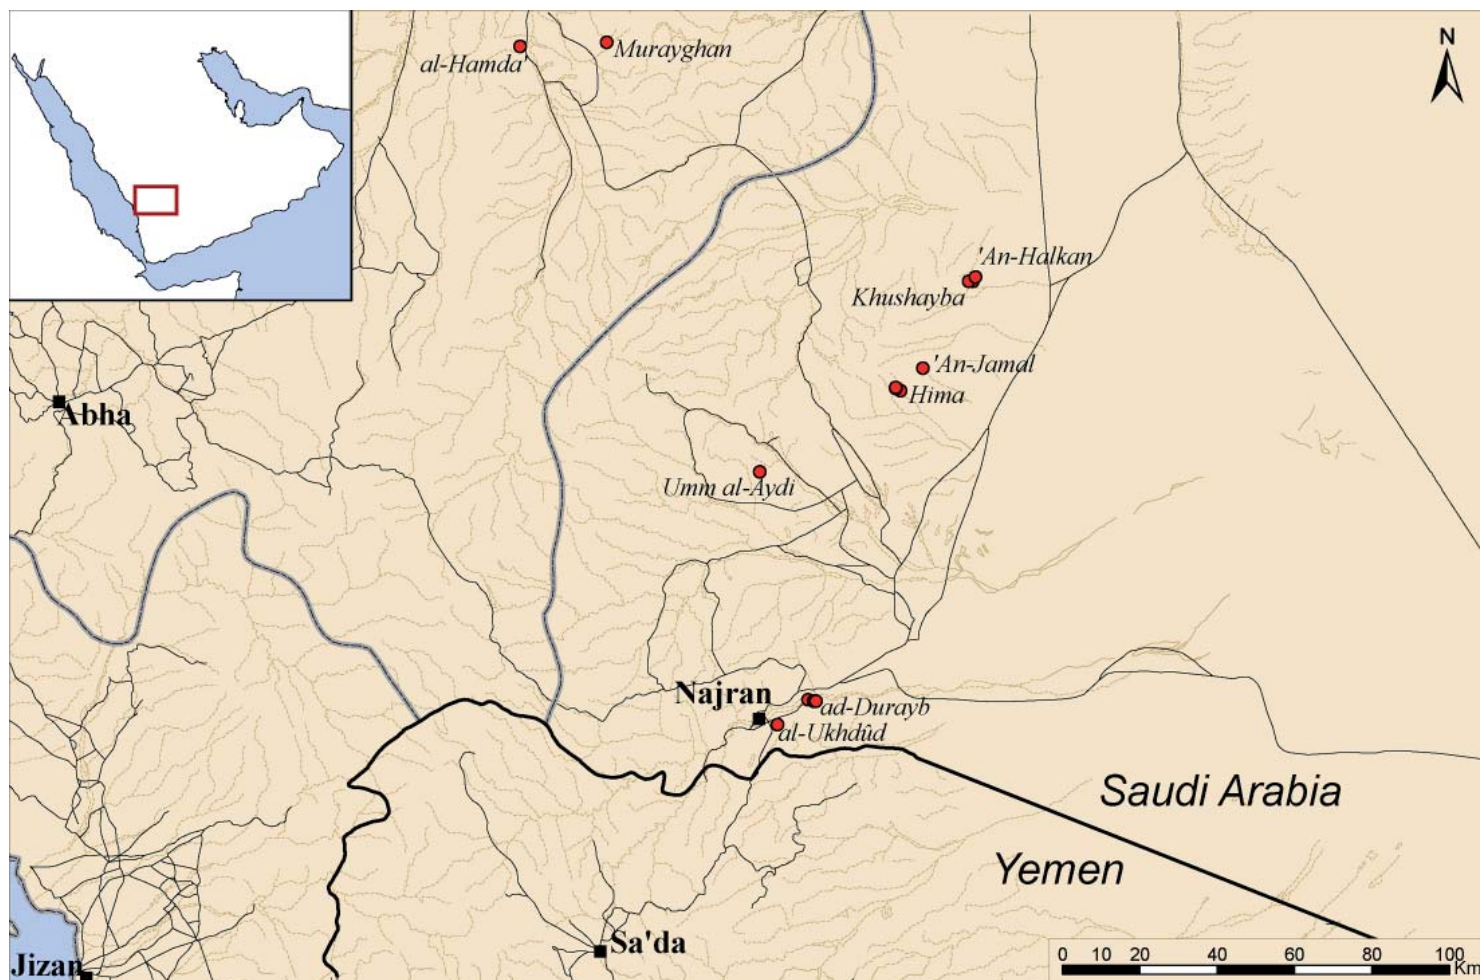 N
Murayghan
al-Hamda
'An-Halkan
Khushayba
'An-Jamal
Hima
Abha
Umm al-Aydi
Najran
ad-Durayb
al-Ukhdûd
Saudi Arabia
Yemen
Sa'da
Jizan
0 10 20 40 60 80 100
Km